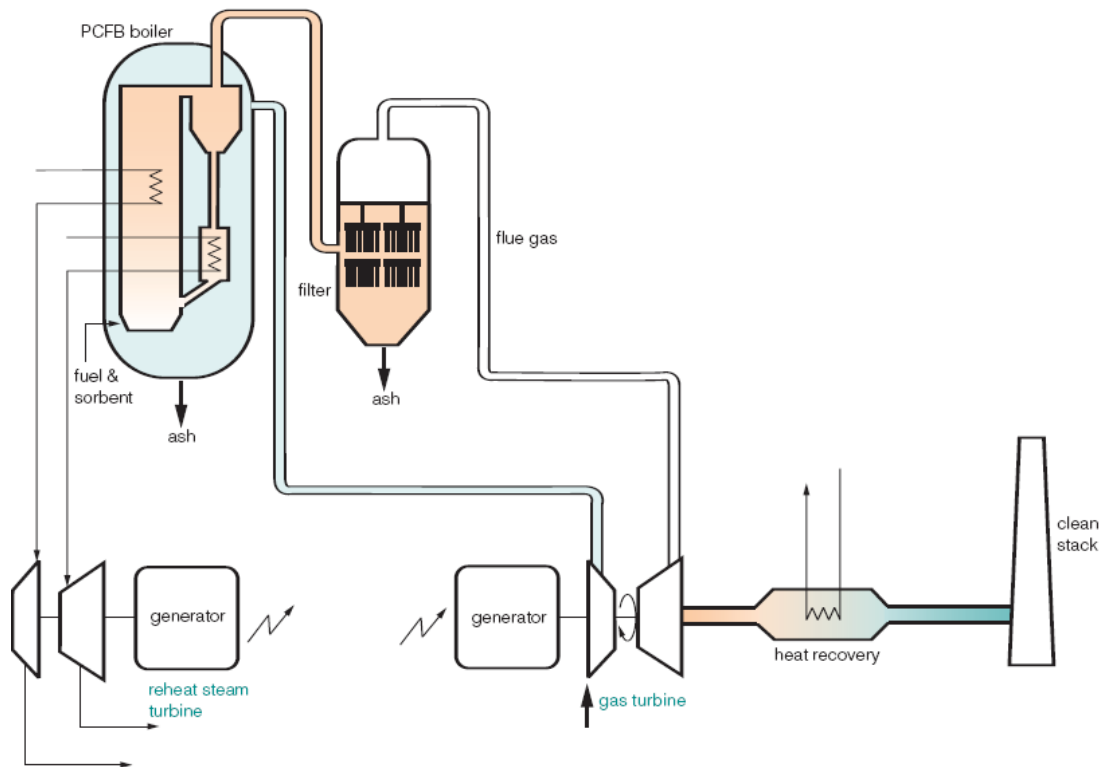 PCFB boiler
flue gas
filter
fuel &
sorbent
ash
ash
clean
stack
generator
generator
heat recovery
reheat steam
turbine
gas turbine